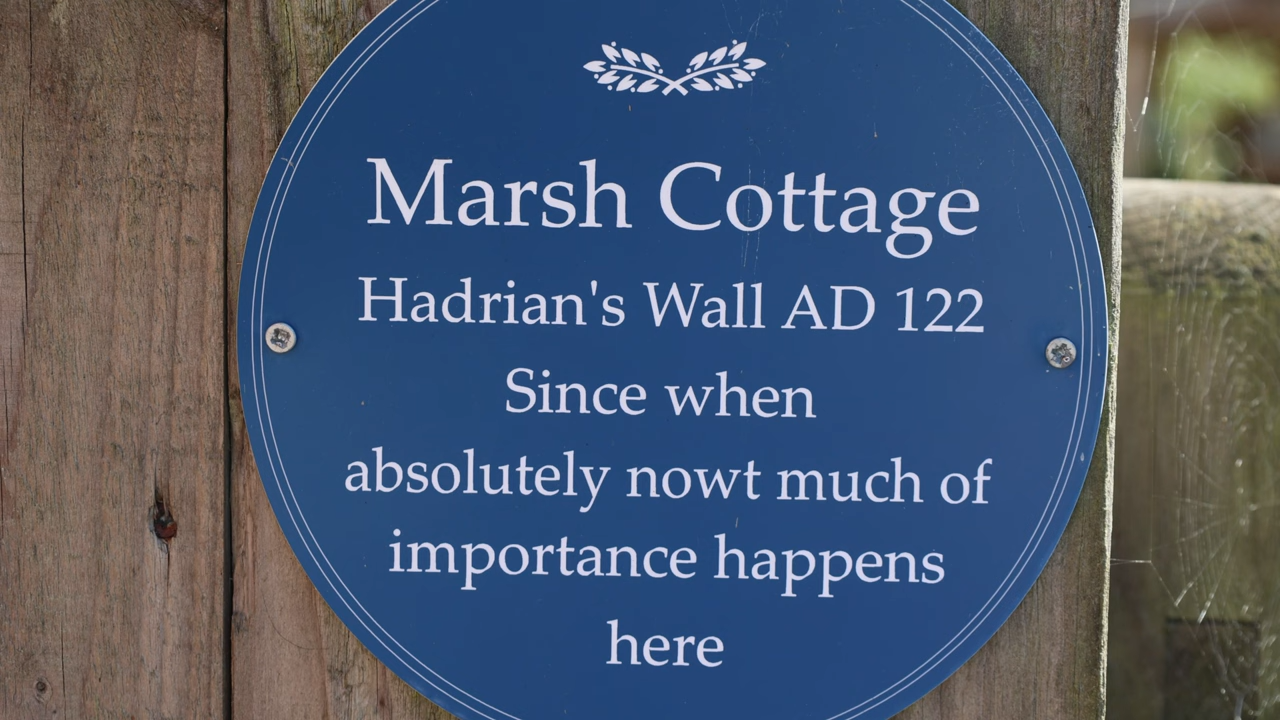 Marsh Cottage
Hadrian's Wall AD 122
Since when
absolutely nowt much of
importance happens
here